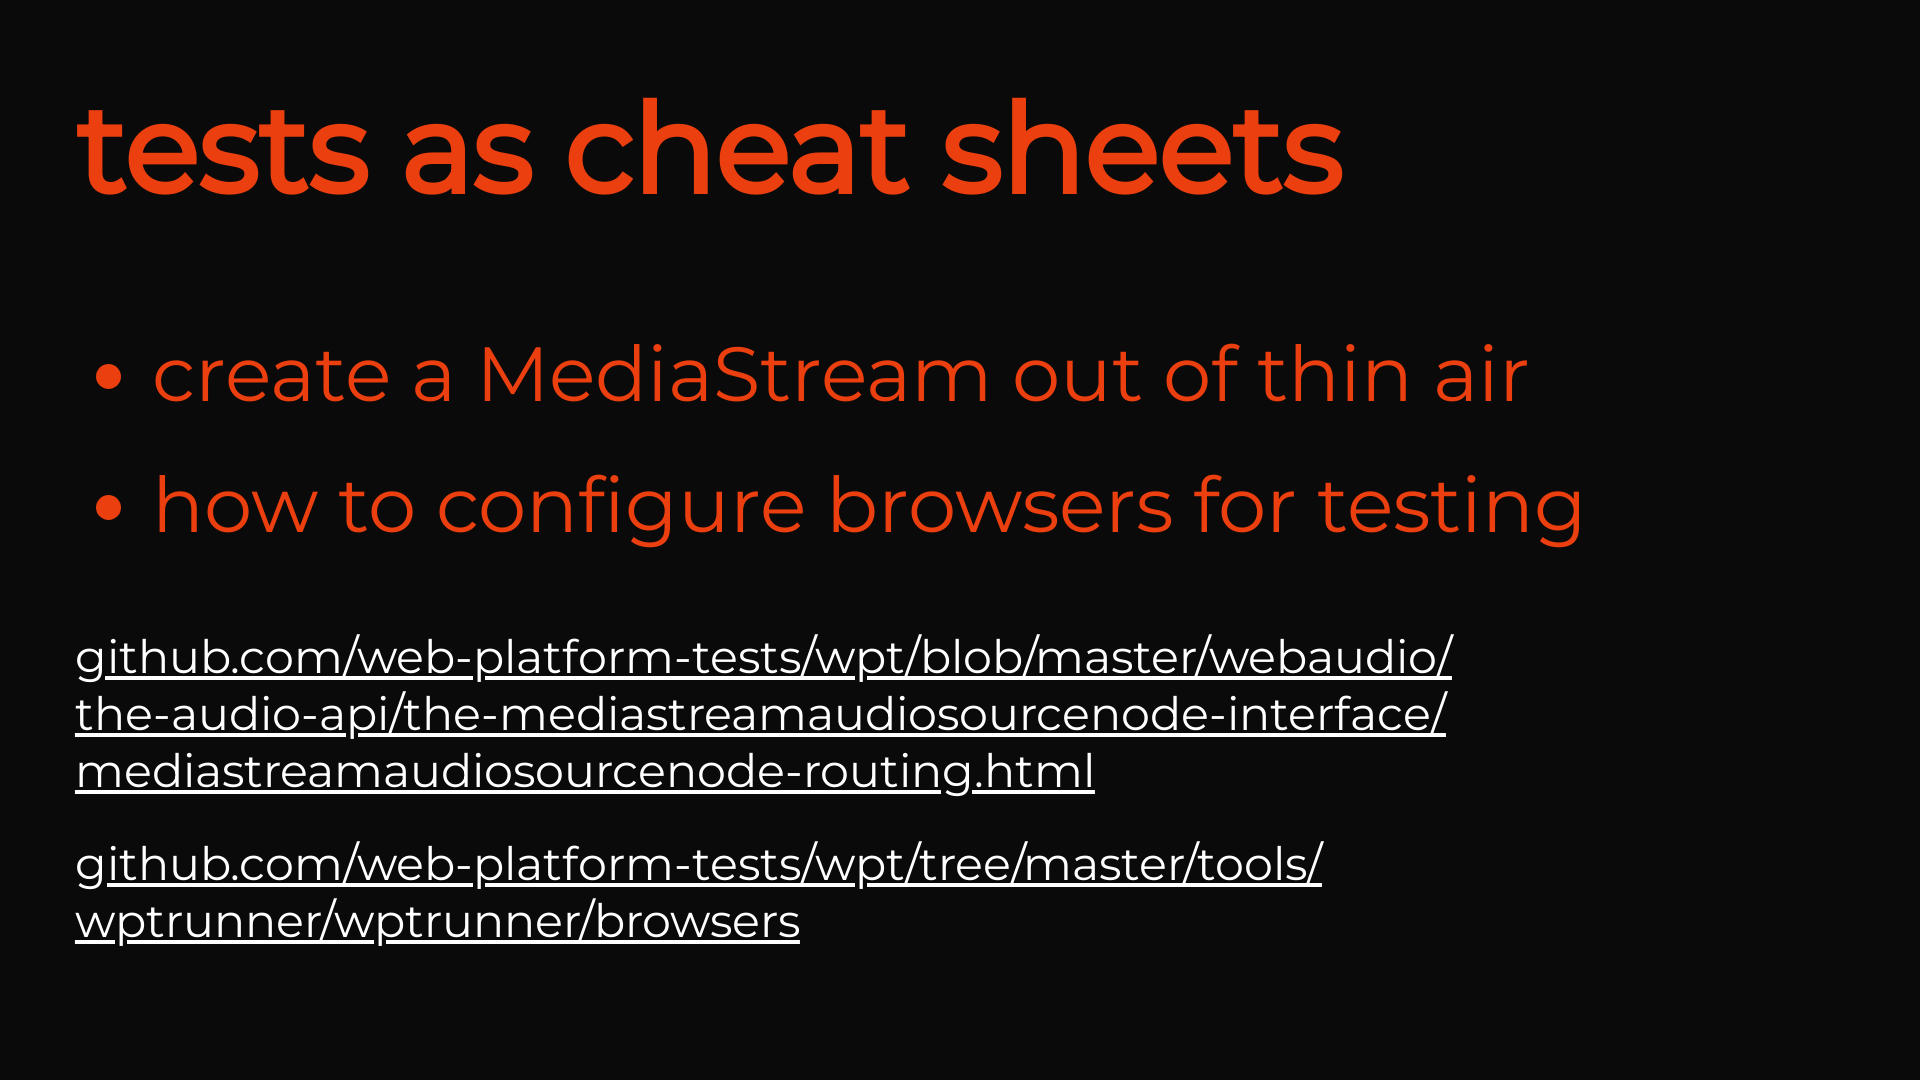 tests as cheat sheets
• create a MediaStream out of thin air
• how to configure browsers for testing
github.com/web-platform-tests/wpt/blob/master/webaudio/
the-audio-api/the-mediastreamaudiosourcenode-interface/
mediastreamaudiosourcenode-routing.html
github.com/web-platform-tests/wpt/tree/master/tools/
wptrunner/wptrunner/browsers